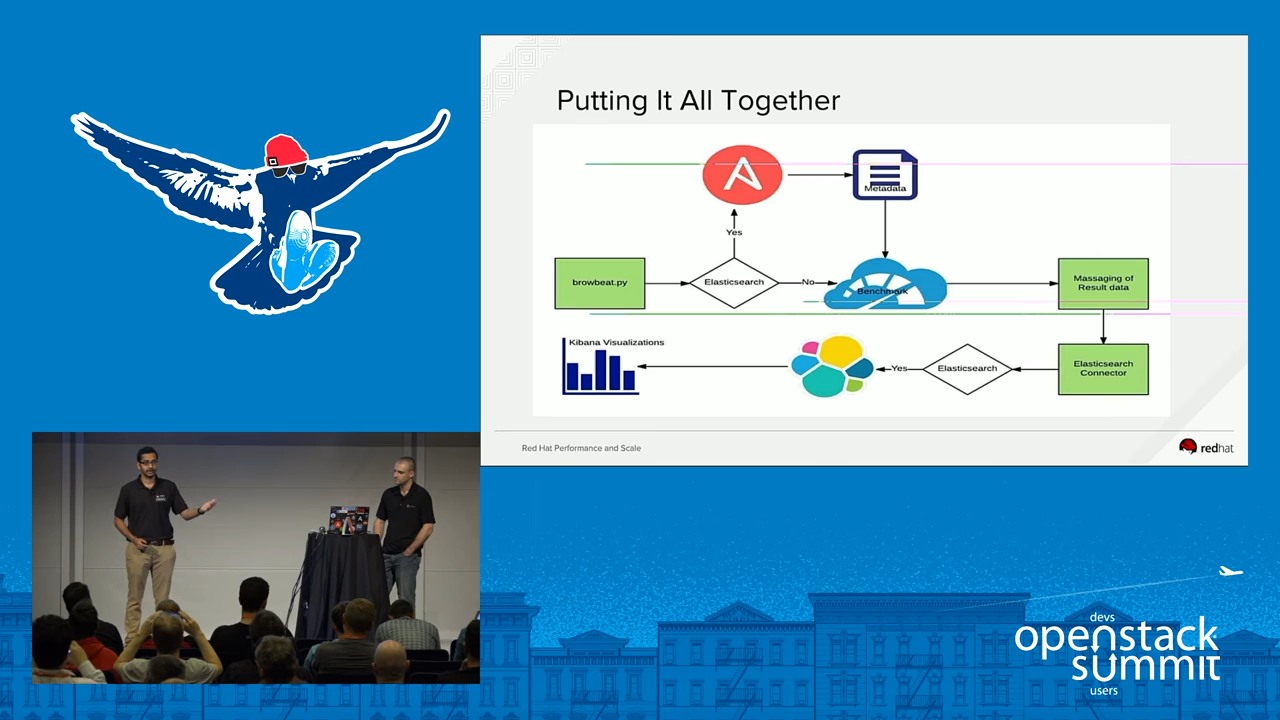 Putting It All Together
Metadata
Yes
browbeat.py
Elasticsearch
No
Benchmark
Massaging of
Result data
Kibana Visualizations
Yes
Elasticsearch
Elasticsearch
Connector
Red Hat Performance and Scale
redhat
devs
openstack
summit
users